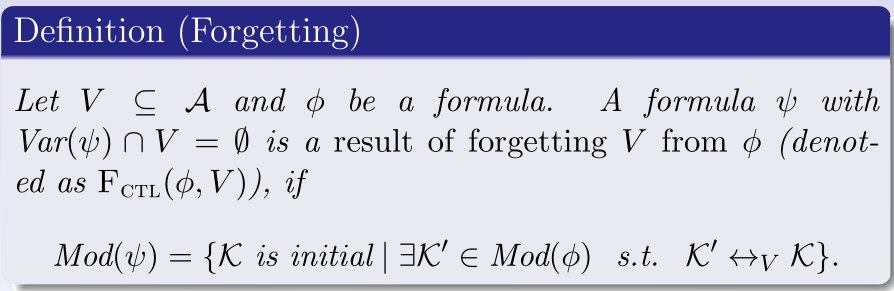 Definition (Forgetting)
Let V ⊆ 𝒜 and ϕ be a formula. A formula ψ with
Var(ψ) ∩ V = ∅ is a result of forgetting V from ϕ (denot-
ed as F_CTL(ϕ, V)), if
Mod(ψ) = {𝒦 is initial | ∃𝒦′ ∈ Mod(ϕ) s.t. 𝒦′ ↔_V 𝒦}.